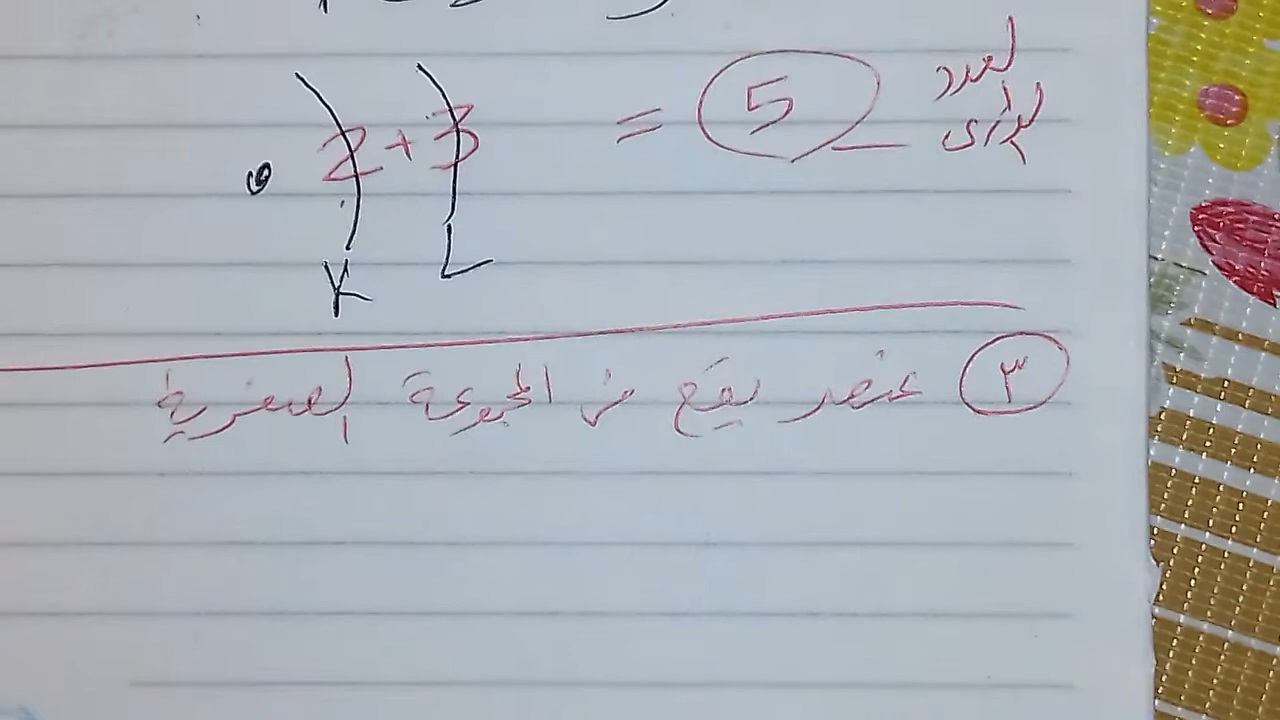 2 + 3 = 5 العدد
الذري
K L
٣ عنصر يقع في المجموعة الصفرية